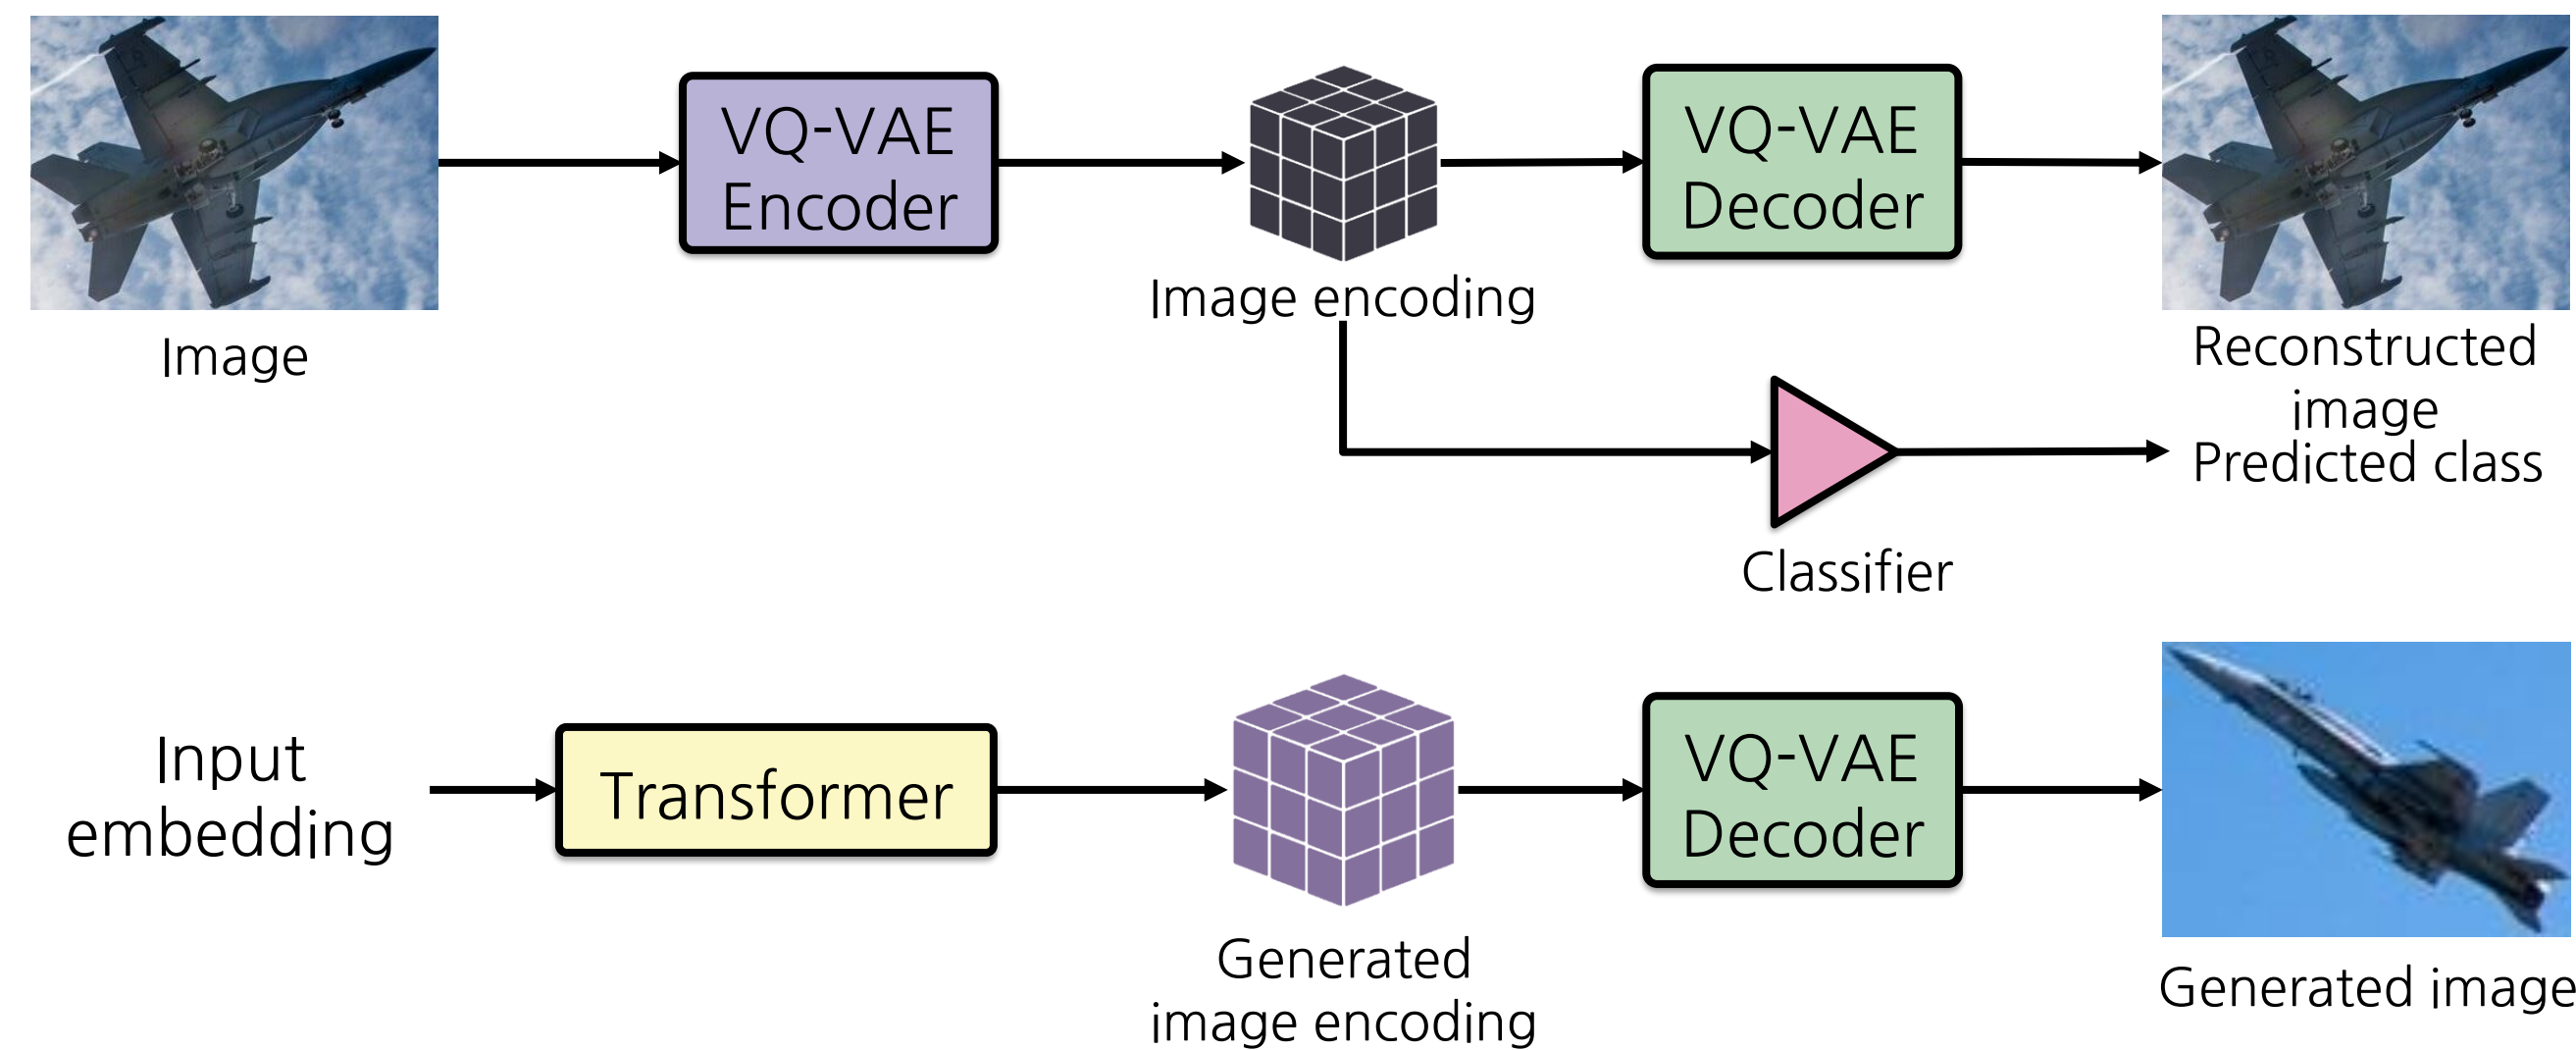 VQ-VAE
Encoder
VQ-VAE
Decoder
Image encoding
Image
Reconstructed
image
Predicted class
Classifier
Input
embedding
Transformer
VQ-VAE
Decoder
Generated
image encoding
Generated image